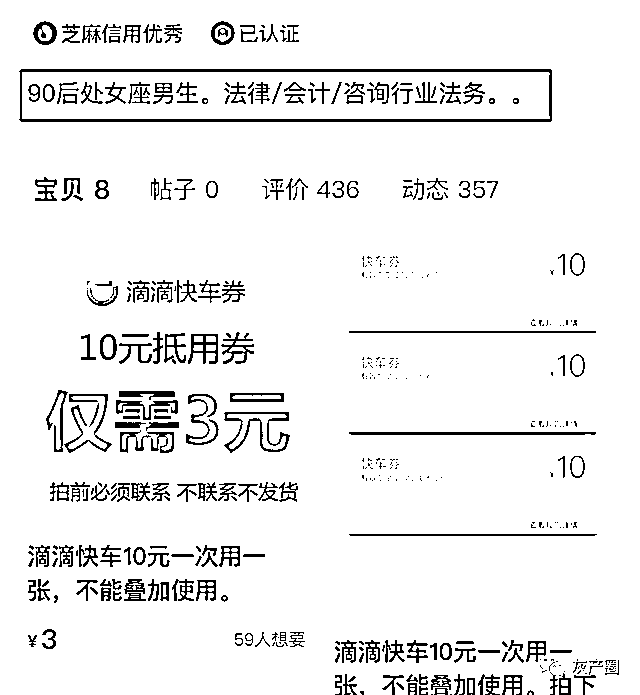 芝麻信用优秀 已认证
90后处女座男生。法律/会计/咨询行业法务。。
宝贝 8 帖子 0 评价 436 动态 357
滴滴快车券
10元抵用券
仅需3元
拍前必须联系 不联系不发货
滴滴快车10元一次用一
张，不能叠加使用。
¥3 59人想要
快车券
¥10
快车券
10
快车券
10
滴滴快车10元一次用一
张，不能叠加使用。拍下
灰产圈